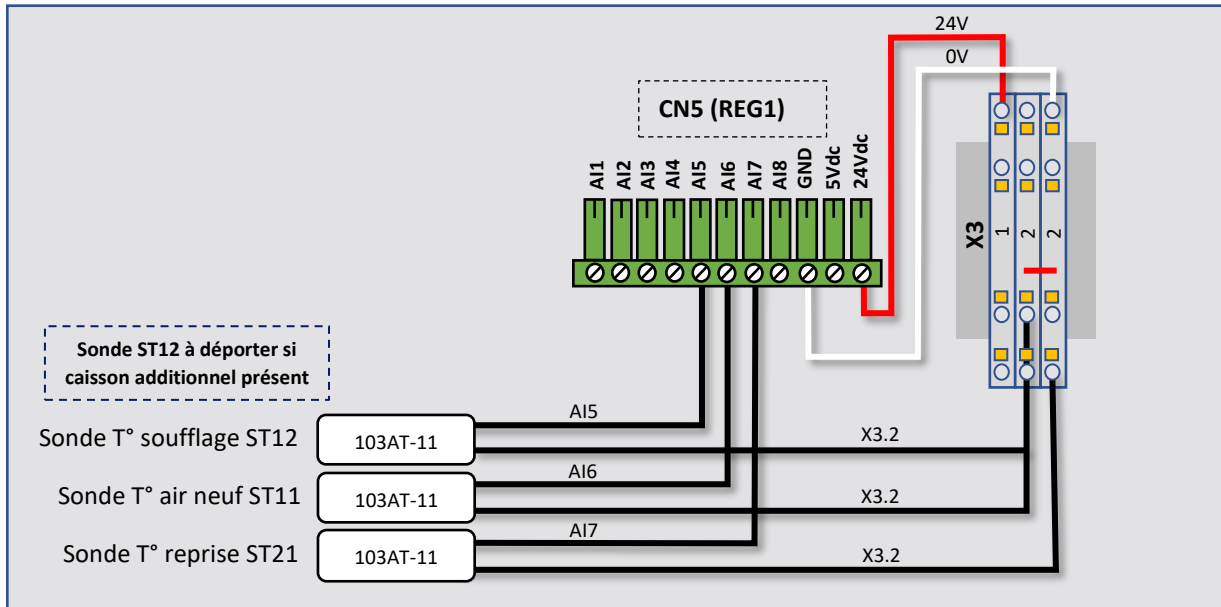 24V
0V
CN5 (REG1)
AI1
AI2
AI3
AI4
AI5
AI6
AI7
AI8
GND
5Vdc
24Vdc
X3
1
2
2
Sonde ST12 à déporter si
caisson additionnel présent
AI5
Sonde T° soufflage ST12
103AT-11
X3.2
AI6
Sonde T° air neuf ST11
103AT-11
X3.2
AI7
Sonde T° reprise ST21
103AT-11
X3.2